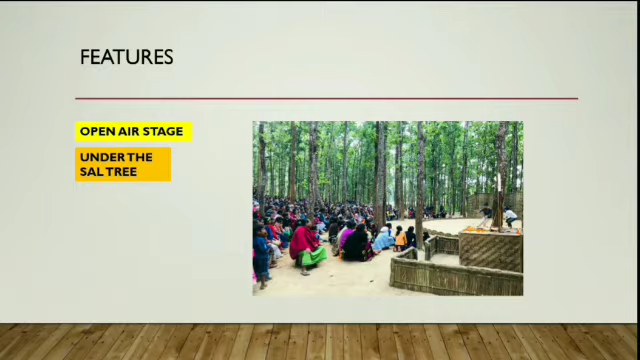 FEATURES
OPEN AIR STAGE
UNDER THE
SAL TREE